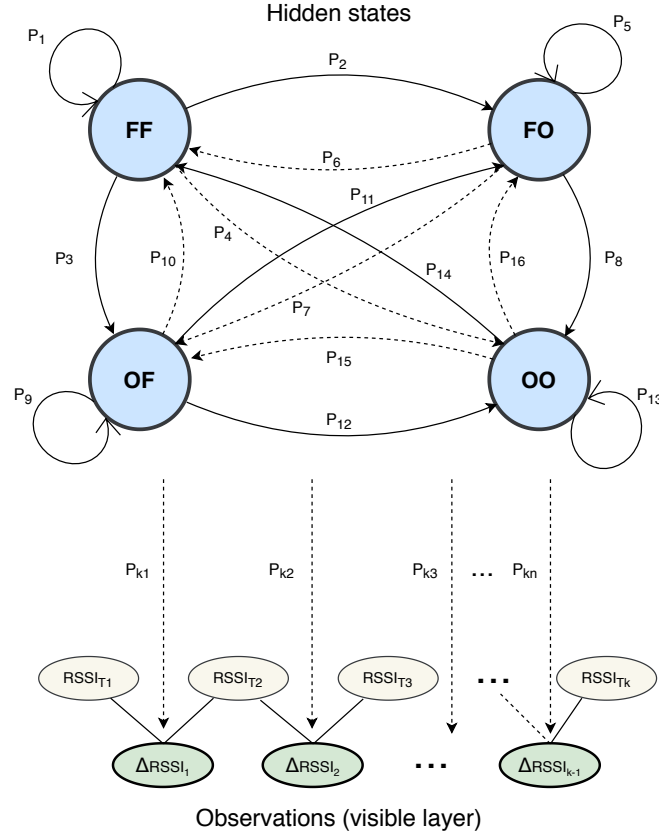 Hidden states
P1
P5
P2
FF
FO
P6
P11
P4
P3
P10
P14
P16
P8
P7
P15
OF
OO
P9
P13
P12
Pk1
Pk2
Pk3
...
Pkn
RSSIT1
RSSIT2
RSSIT3
...
RSSITk
ΔRSSI1
ΔRSSI2
...
ΔRSSIk-1
Observations (visible layer)